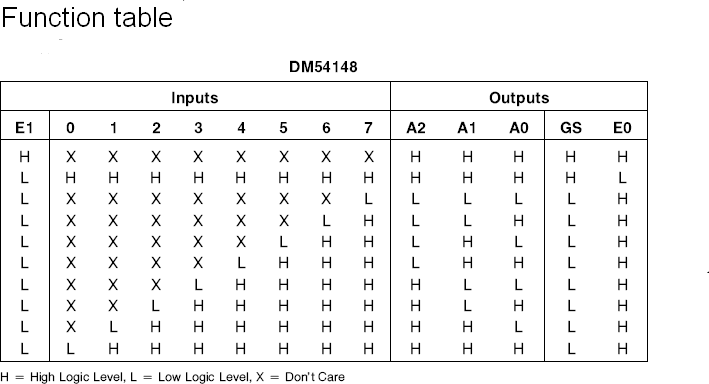 Function table
DM54148
Inputs Outputs
E1 0 1 2 3 4 5 6 7 A2 A1 A0 GS E0
H X X X X X X X X H H H H H
L H H H H H H H H H H H H L
L X X X X X X X L L L L L H
L X X X X X X L H L L H L H
L X X X X X L H H L H L L H
L X X X X L H H H L H H L H
L X X X L H H H H H L L L H
L X X L H H H H H H L H L H
L X L H H H H H H H H L L H
L L H H H H H H H H H H L H
H = High Logic Level, L = Low Logic Level, X = Don't Care